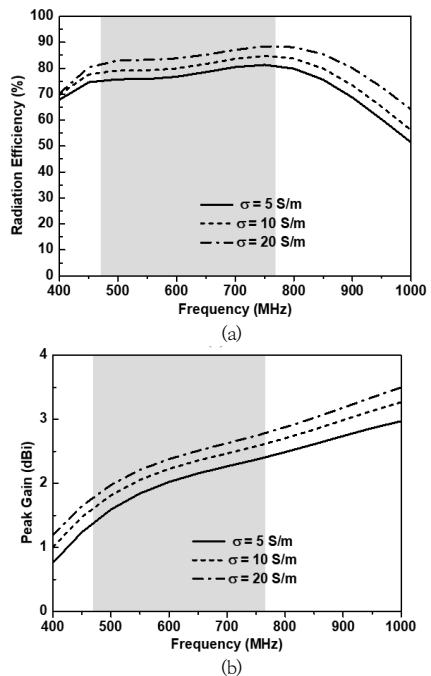 100
90
80
70
60
50
40
30
20
10
0
Radiation Efficiency (%)
σ = 5 S/m
σ = 10 S/m
σ = 20 S/m
400 500 600 700 800 900 1000
Frequency (MHz)
(a)
4
3
2
1
0
Peak Gain (dBi)
σ = 5 S/m
σ = 10 S/m
σ = 20 S/m
400 500 600 700 800 900 1000
Frequency (MHz)
(b)